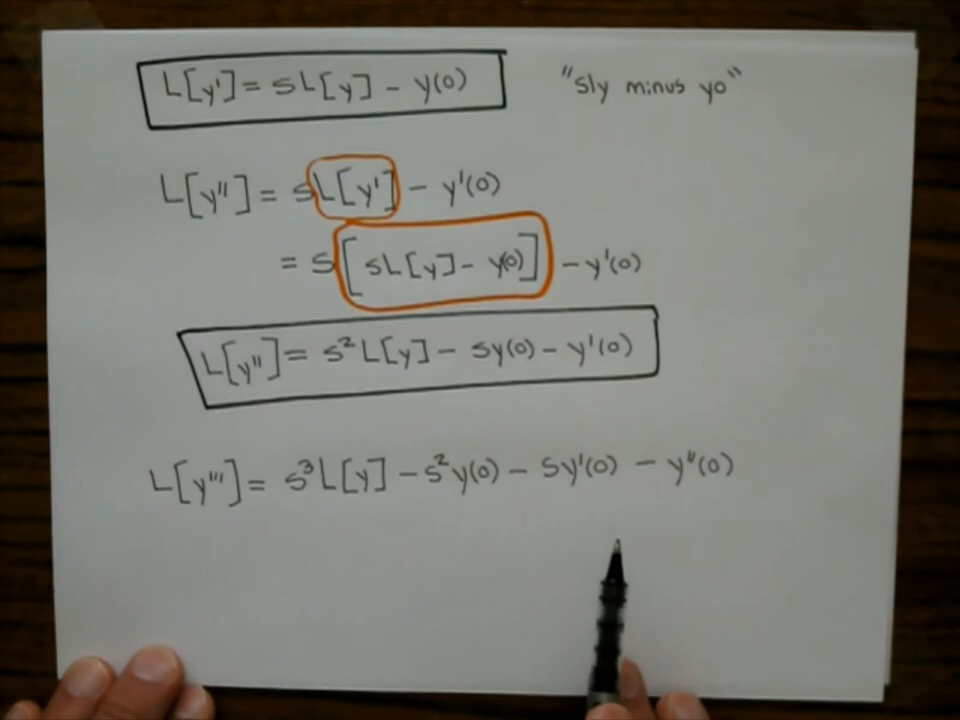 L[y'] = sL[y] - y(0) "sly minus yo"
L[y''] = sL[y'] - y'(0)
= s[sL[y] - y(0)] - y'(0)
L[y''] = s²L[y] - sy(0) - y'(0)
L[y'''] = s³L[y] - s²y(0) - sy'(0) - y''(0)